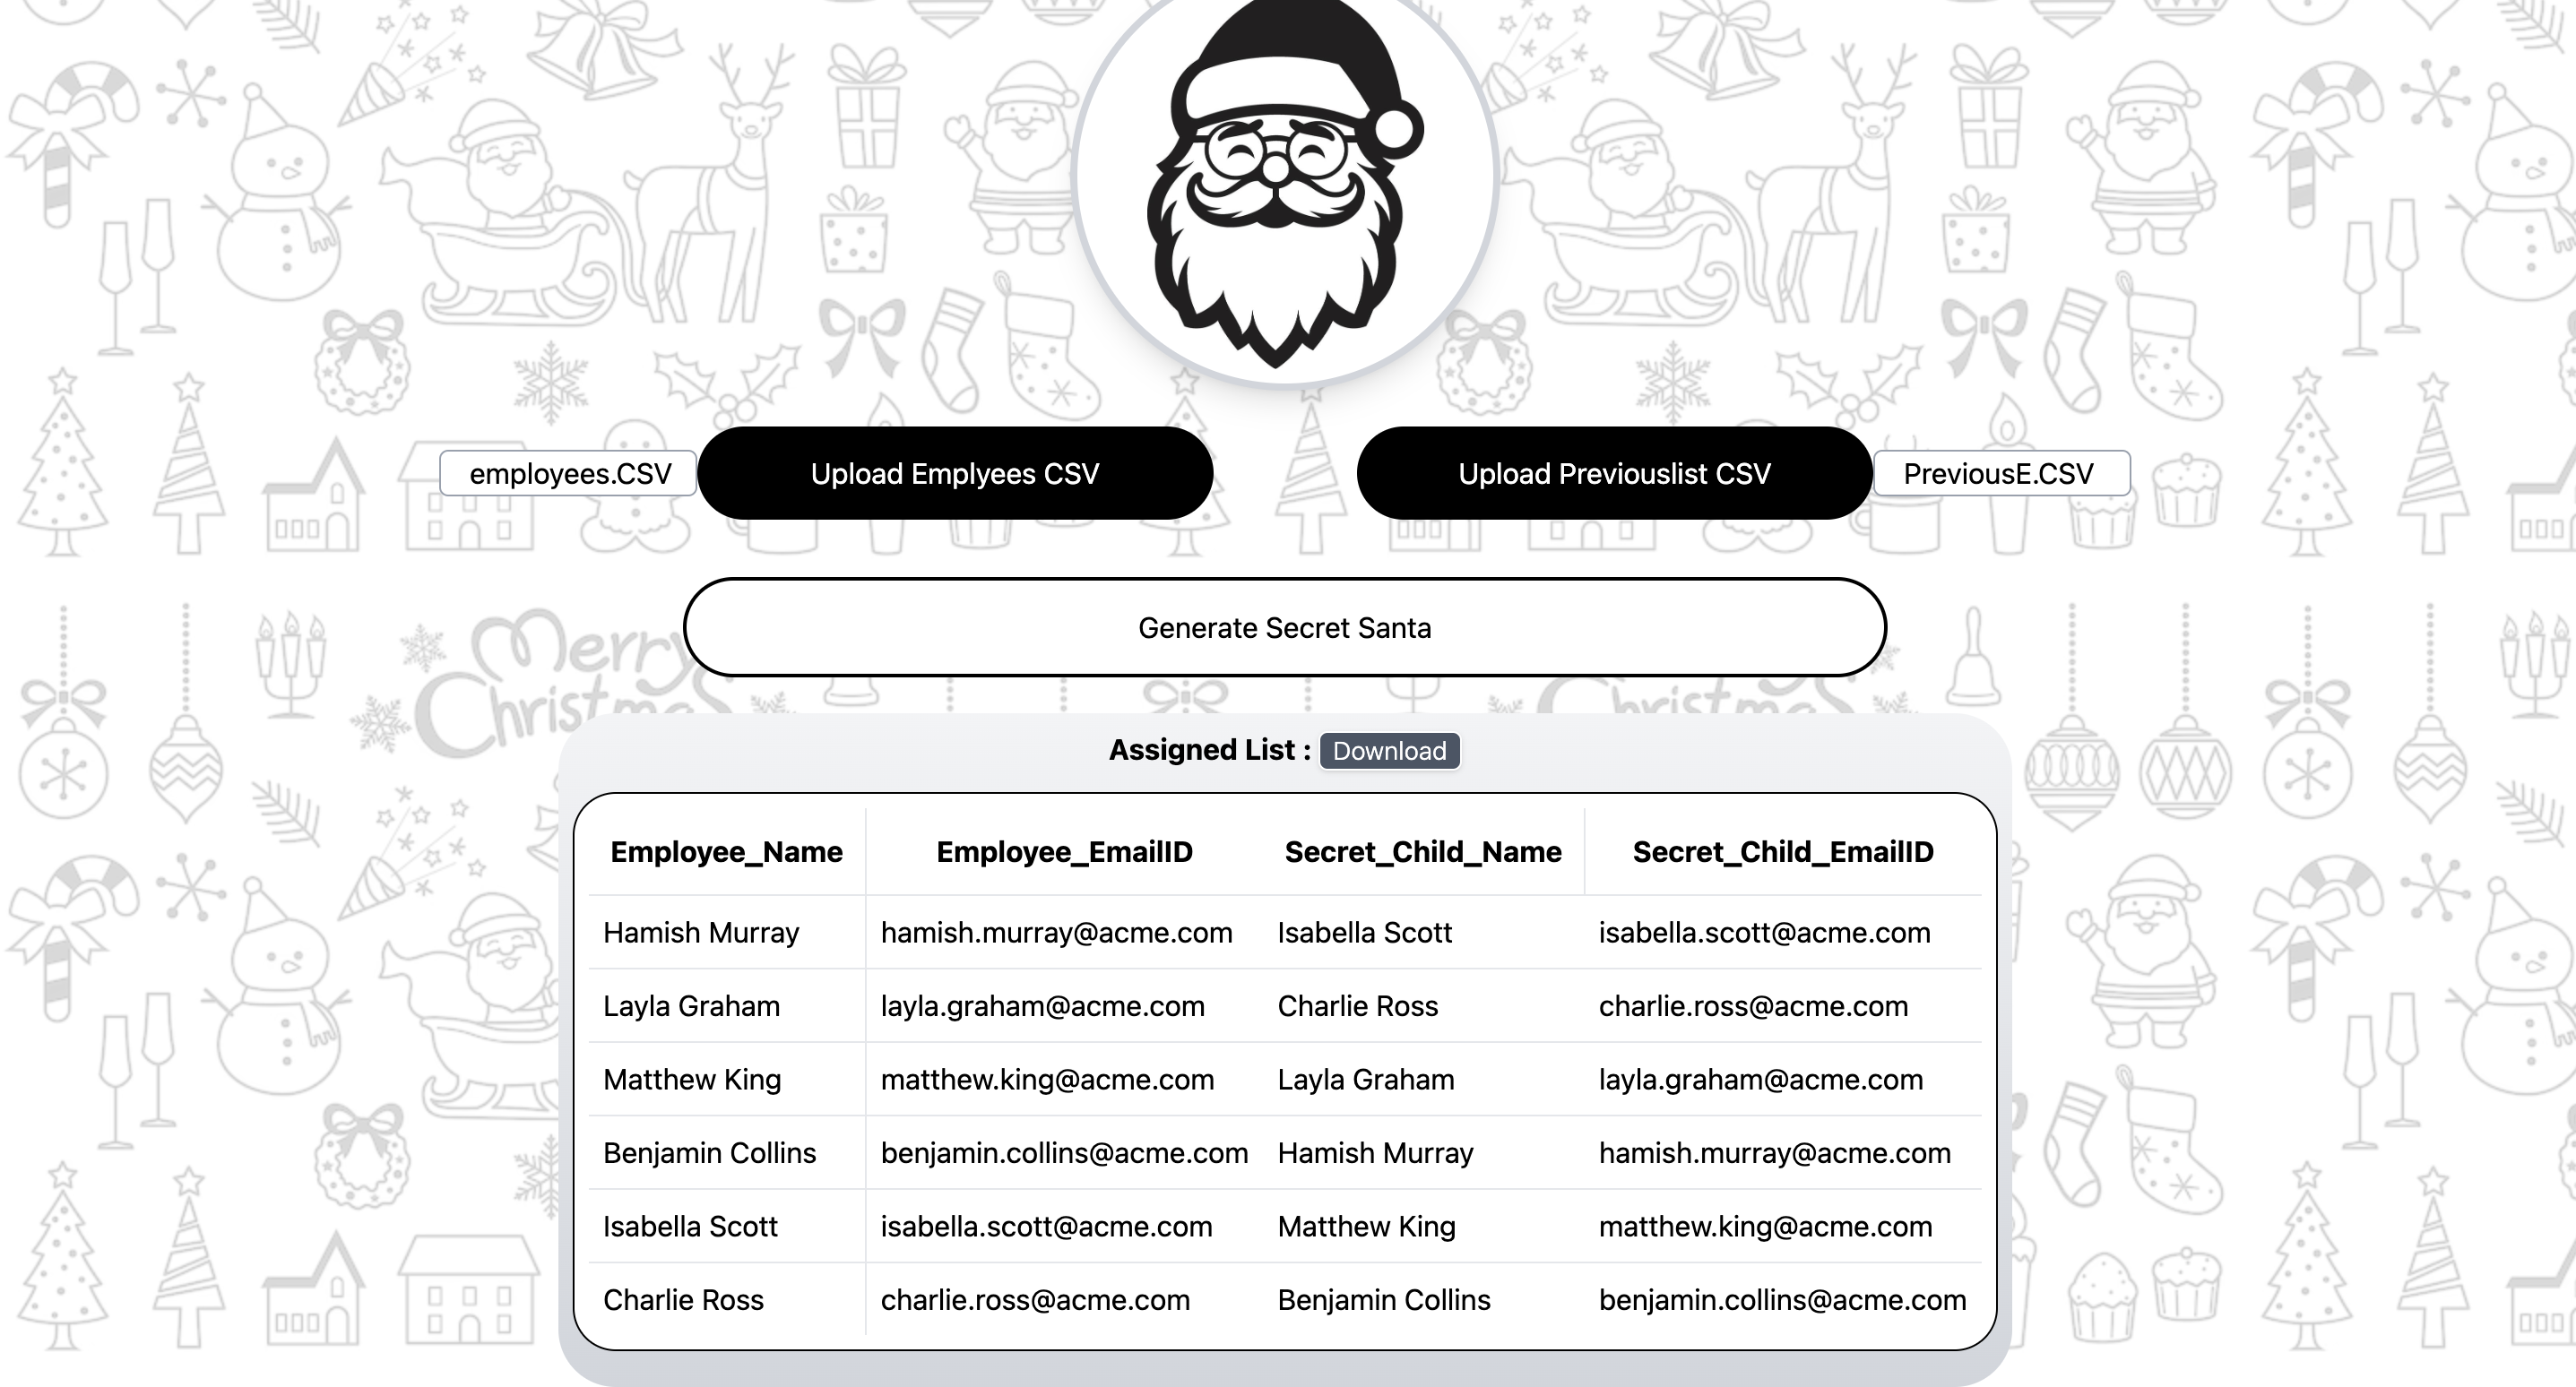 employees.CSV Upload Emplyees CSV Upload Previouslist CSV PreviousE.CSV
Generate Secret Santa
Merry
Christmas
Christmas
Assigned List : Download
Employee_Name Employee_EmailID Secret_Child_Name Secret_Child_EmailID
Hamish Murray hamish.murray@acme.com Isabella Scott isabella.scott@acme.com
Layla Graham layla.graham@acme.com Charlie Ross charlie.ross@acme.com
Matthew King matthew.king@acme.com Layla Graham layla.graham@acme.com
Benjamin Collins benjamin.collins@acme.com Hamish Murray hamish.murray@acme.com
Isabella Scott isabella.scott@acme.com Matthew King matthew.king@acme.com
Charlie Ross charlie.ross@acme.com Benjamin Collins benjamin.collins@acme.com